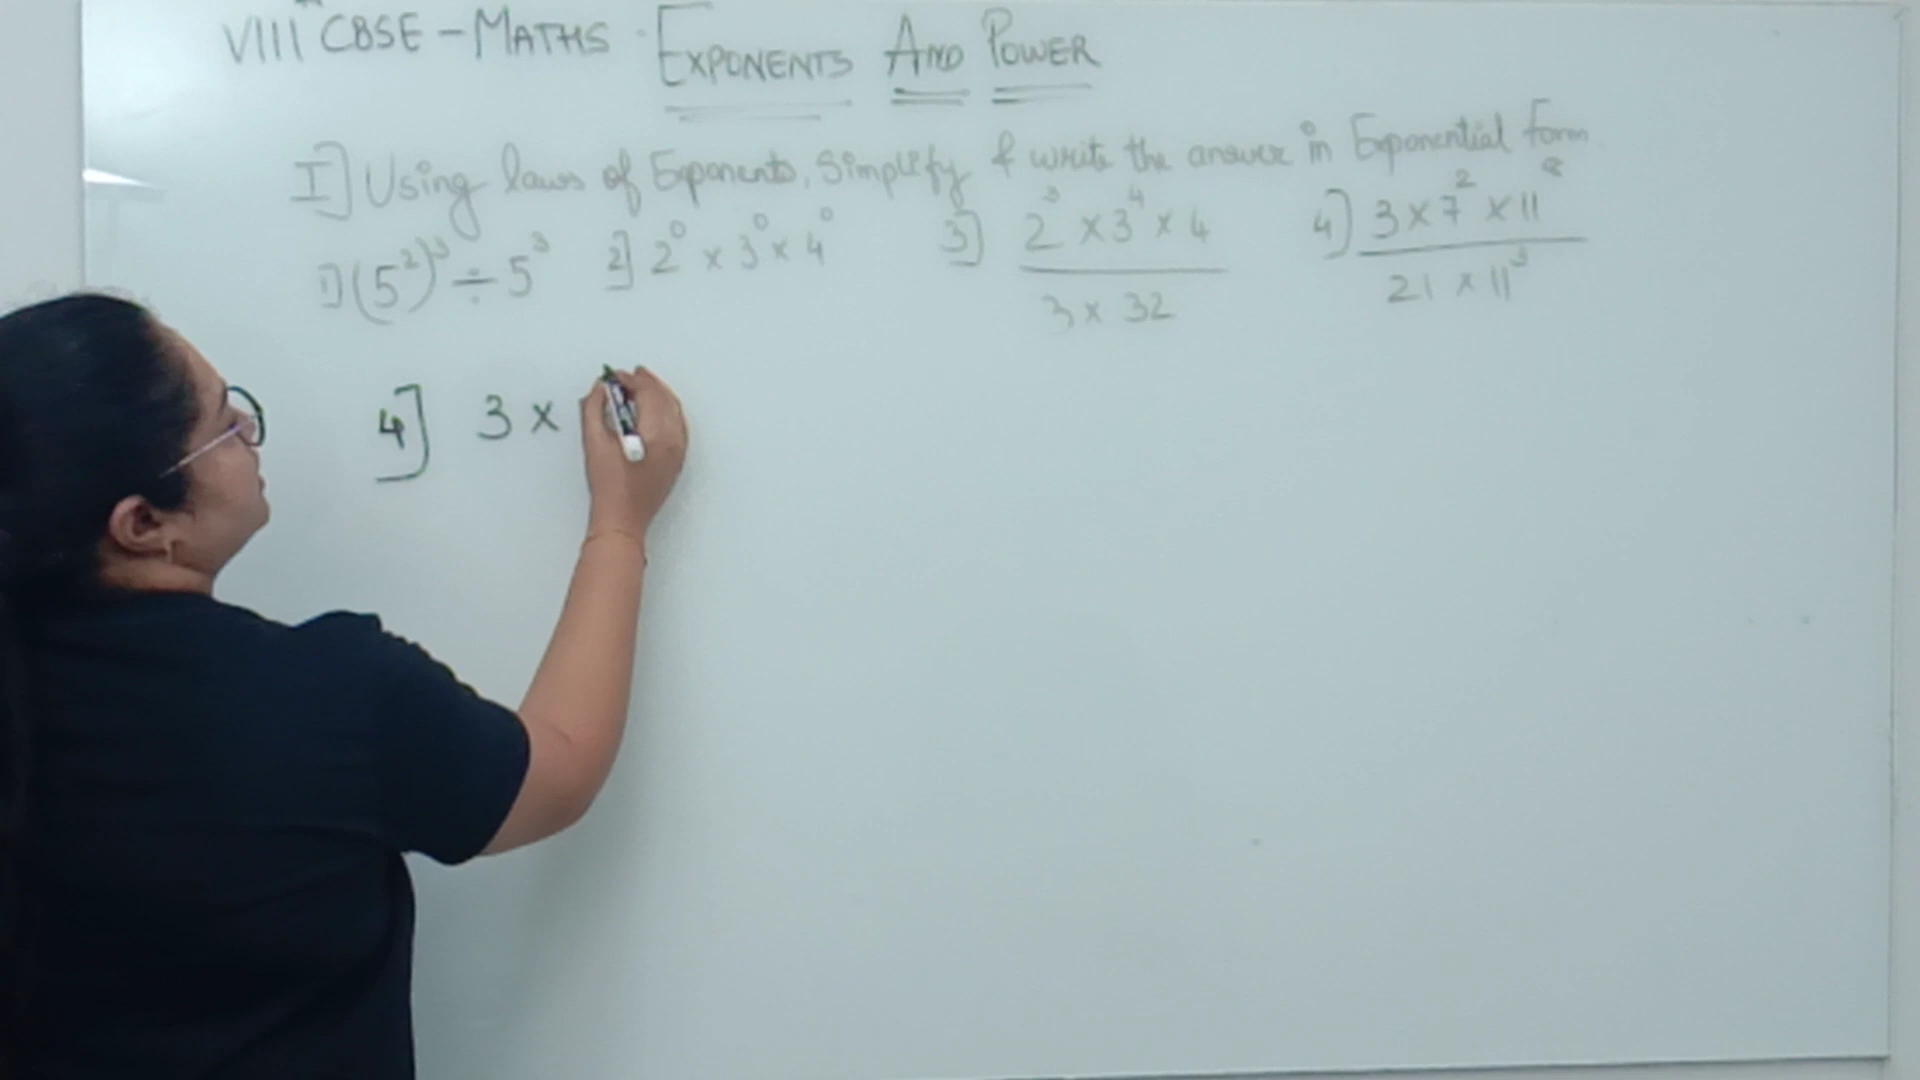 VIII CBSE - MATHS · EXPONENTS AND POWER
I] Using laws of Exponents, Simplify & write the answer in Exponential Form
1) (5²)³ ÷ 5³ 2] 2⁰ × 3⁰ × 4⁰ 3] 2³ × 3⁴ × 4 4] 3 × 7² × 11⁸
3 × 32 21 × 11³
4] 3 ×